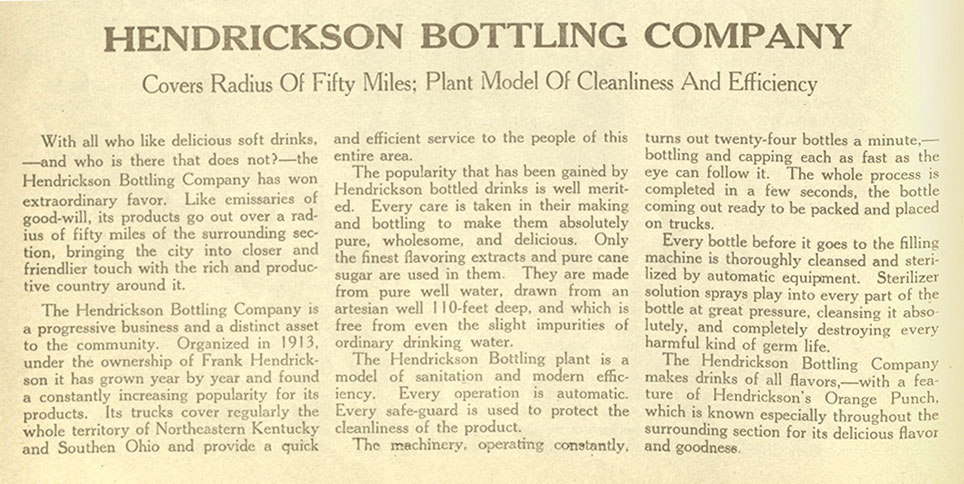 HENDRICKSON BOTTLING COMPANY
Covers Radius Of Fifty Miles; Plant Model Of Cleanliness And Efficiency
With all who like delicious soft drinks,
—and who is there that does not?—the
Hendrickson Bottling Company has won
extraordinary favor. Like emissaries of
good-will, its products go out over a rad-
ius of fifty miles of the surrounding sec-
tion, bringing the city into closer and
friendlier touch with the rich and produc-
tive country around it.
The Hendrickson Bottling Company is
a progressive business and a distinct asset
to the community. Organized in 1913,
under the ownership of Frank Hendrick-
son it has grown year by year and found
a constantly increasing popularity for its
products. Its trucks cover regularly the
whole territory of Northeastern Kentucky
and Southen Ohio and provide a quick
and efficient service to the people of this
entire area.
The popularity that has been gained by
Hendrickson bottled drinks is well merit-
ed. Every care is taken in their making
and bottling to make them absolutely
pure, wholesome, and delicious. Only
the finest flavoring extracts and pure cane
sugar are used in them. They are made
from pure well water, drawn from an
artesian well 110-feet deep, and which is
free from even the slight impurities of
ordinary drinking water.
The Hendrickson Bottling plant is a
model of sanitation and modern effic-
iency. Every operation is automatic.
Every safe-guard is used to protect the
cleanliness of the product.
The machinery, operating constantly,
turns out twenty-four bottles a minute,—
bottling and capping each as fast as the
eye can follow it. The whole process is
completed in a few seconds, the bottle
coming out ready to be packed and placed
on trucks.
Every bottle before it goes to the filling
machine is thoroughly cleansed and steri-
lized by automatic equipment. Sterilizer
solution sprays play into every part of the
bottle at great pressure, cleansing it abso-
lutely, and completely destroying every
harmful kind of germ life.
The Hendrickson Bottling Company
makes drinks of all flavors,—with a fea-
ture of Hendrickson's Orange Punch,
which is known especially throughout the
surrounding section for its delicious flavor
and goodness.